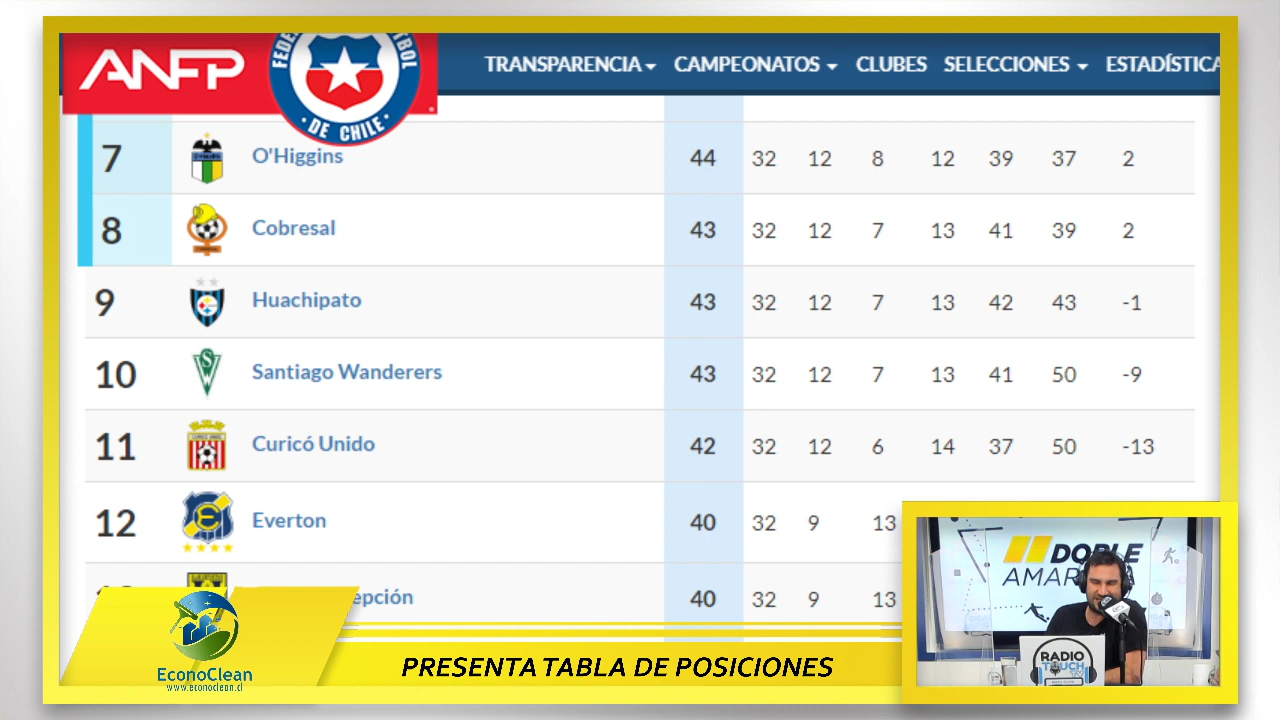 ANFP
DE CHILE
TRANSPARENCIA CAMPEONATOS CLUBES SELECCIONES ESTADÍSTICA
7 O'Higgins 44 32 12 8 12 39 37 2
8 Cobresal 43 32 12 7 13 41 39 2
9 Huachipato 43 32 12 7 13 42 43 -1
10 Santiago Wanderers 43 32 12 7 13 41 50 -9
11 Curicó Unido 42 32 12 6 14 37 50 -13
12 Everton 40 32 9 13
epción 40 32 9 13
DOBLE
AMAR
RADIO
TOUCH
EconoClean
www.econoclean.cl
PRESENTA TABLA DE POSICIONES